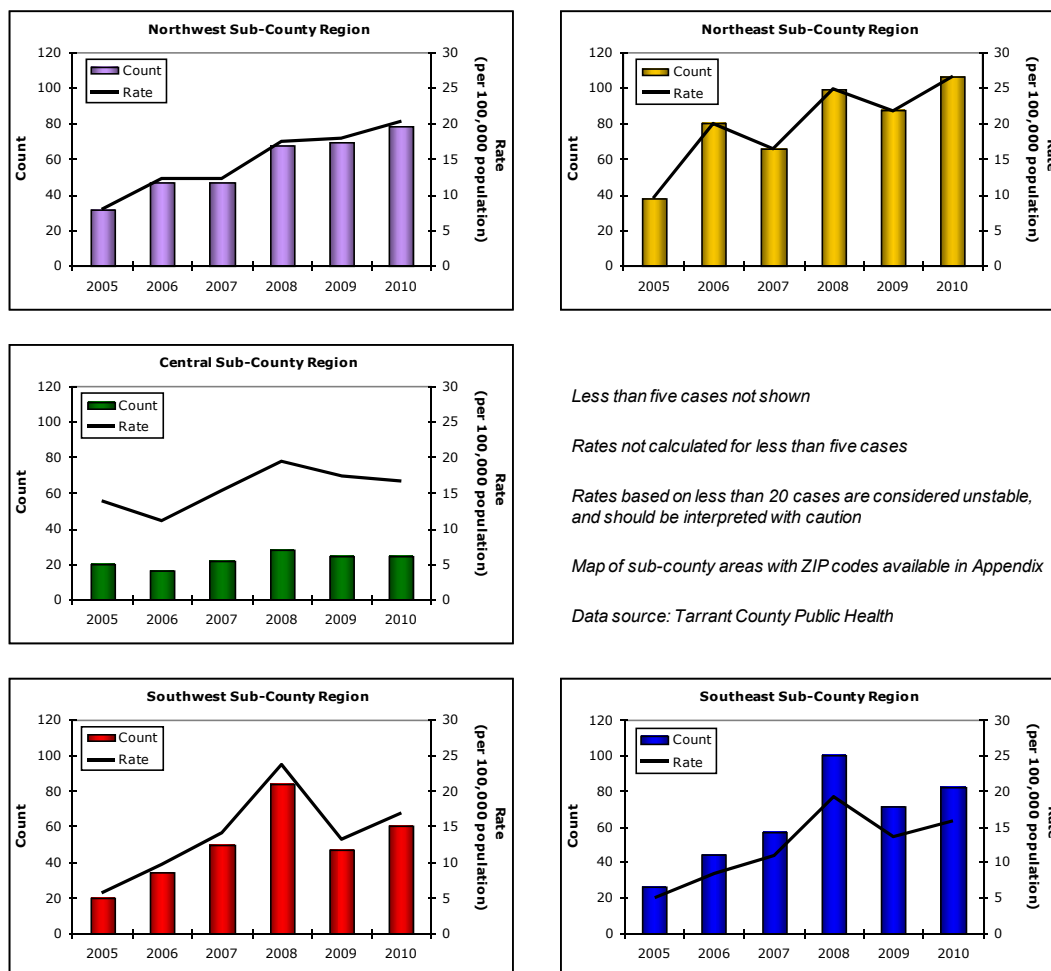 Northwest Sub-County Region
120
100
80
60
40
20
0
Count
Count
Rate
30
25
20
15
10
5
0
Rate
(per 100,000 population)
2005 2006 2007 2008 2009 2010
Northeast Sub-County Region
120
100
80
60
40
20
0
Count
Count
Rate
30
25
20
15
10
5
0
Rate
(per 100,000 population)
2005 2006 2007 2008 2009 2010
Central Sub-County Region
120
100
80
60
40
20
0
Count
Count
Rate
30
25
20
15
10
5
0
Rate
(per 100,000 population)
2005 2006 2007 2008 2009 2010
Less than five cases not shown
Rates not calculated for less than five cases
Rates based on less than 20 cases are considered unstable,
and should be interpreted with caution
Map of sub-county areas with ZIP codes available in Appendix
Data source: Tarrant County Public Health
Southwest Sub-County Region
120
100
80
60
40
20
0
Count
Count
Rate
30
25
20
15
10
5
0
Rate
(per 100,000 population)
2005 2006 2007 2008 2009 2010
Southeast Sub-County Region
120
100
80
60
40
20
0
Count
Count
Rate
30
25
20
15
10
5
0
Rate
(per 100,000 population)
2005 2006 2007 2008 2009 2010